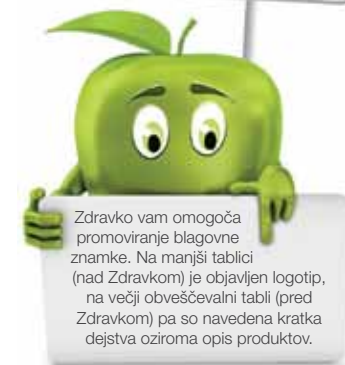 Zdravko vam omogoča
promoviranje blagovne
znamke. Na manjši tablici
(nad Zdravkom) je objavljen logotip,
na večji obveščevalni tabli (pred
Zdravkom) pa so navedena kratka
dejstva oziroma opis produktov.